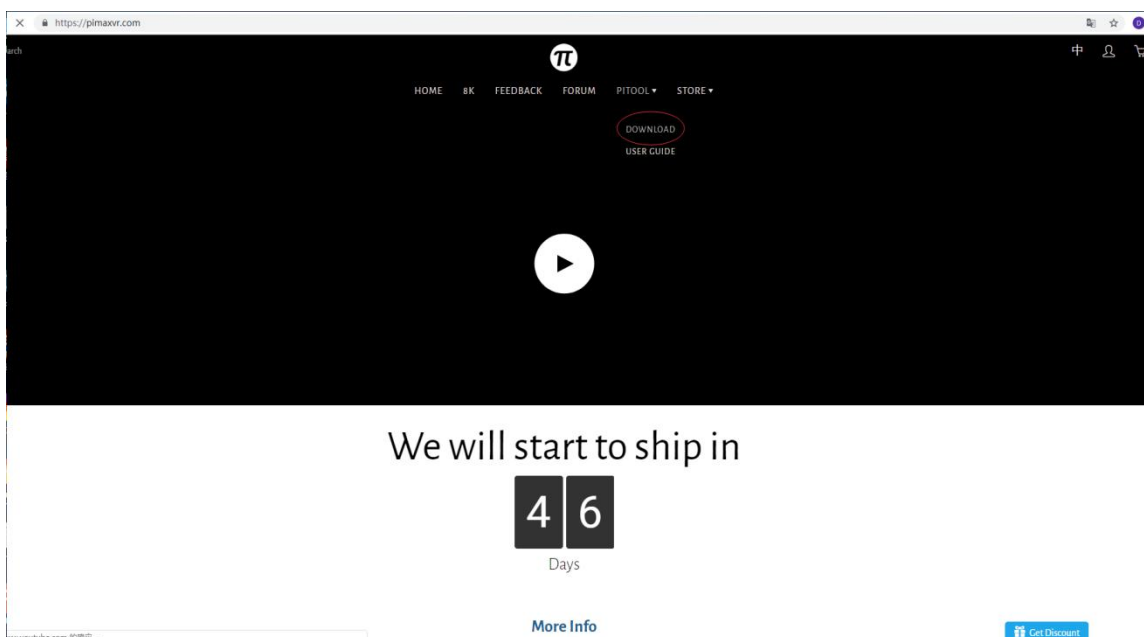 https://pimaxvr.com
arch
π
中
HOME 8K FEEDBACK FORUM PITOOL▾ STORE▾
DOWNLOAD
USER GUIDE
We will start to ship in
4 6
Days
More Info
Get Discount